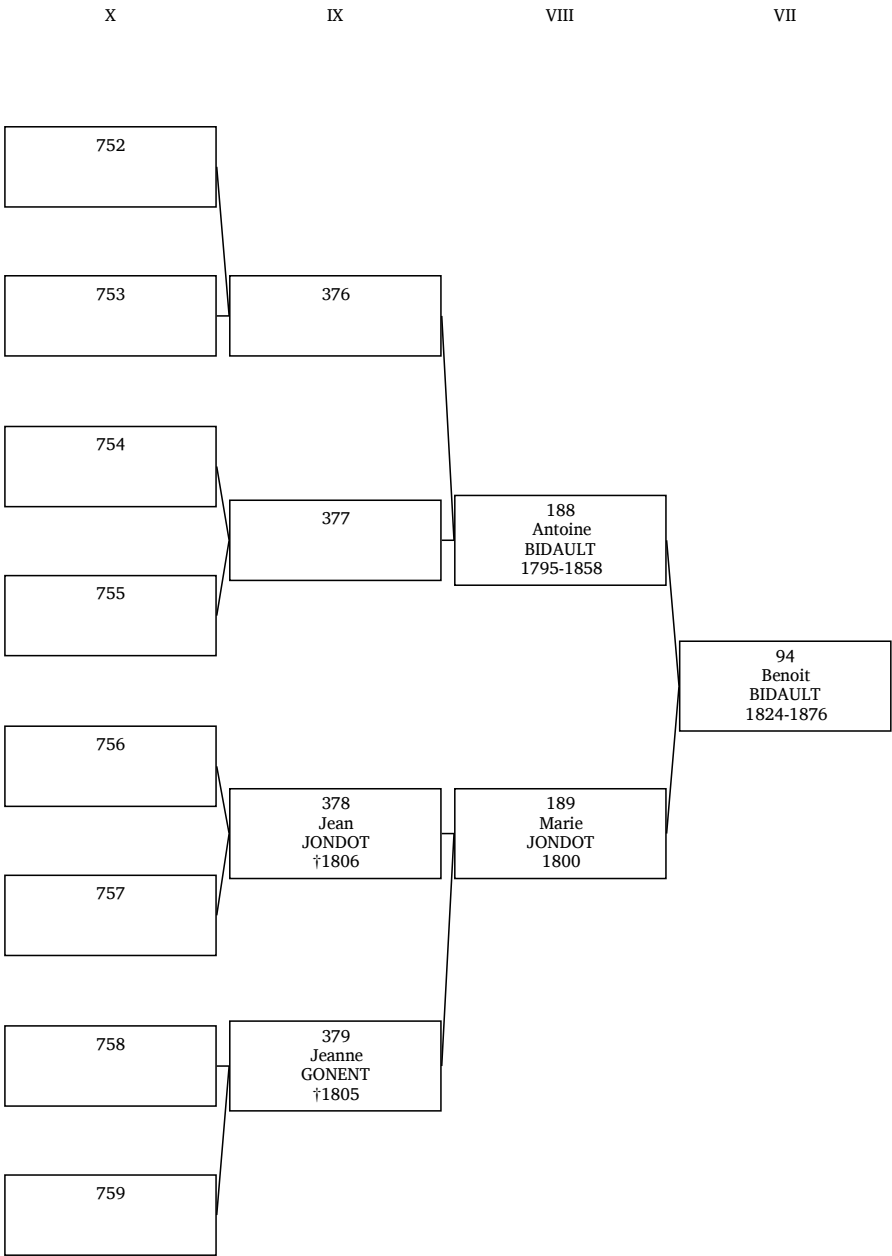 X IX VIII VII
752
753
376
754
377
188
Antoine
BIDAULT
1795-1858
755
94
Benoit
BIDAULT
1824-1876
756
378
Jean
JONDOT
†1806
189
Marie
JONDOT
1800
757
758
379
Jeanne
GONENT
†1805
759